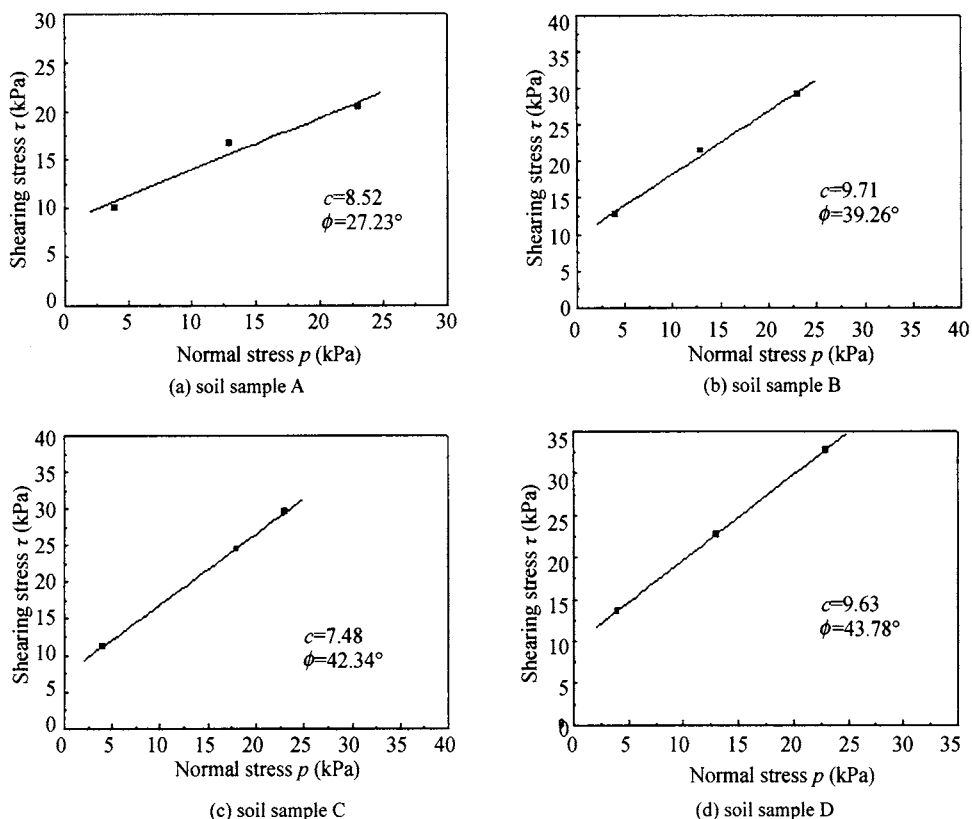 30
25
20
15
10
5
0
Shearing stress τ (kPa)
c=8.52
ϕ=27.23°
0 5 10 15 20 25 30
Normal stress p (kPa)
(a) soil sample A
40
35
30
25
20
15
10
5
0
Shearing stress τ (kPa)
c=9.71
ϕ=39.26°
0 5 10 15 20 25 30 35 40
Normal stress p (kPa)
(b) soil sample B
40
35
30
25
20
15
10
5
0
Shearing stress τ (kPa)
c=7.48
ϕ=42.34°
0 5 10 15 20 25 30 35 40
Normal stress p (kPa)
(c) soil sample C
35
30
25
20
15
10
5
0
Shearing stress τ (kPa)
c=9.63
ϕ=43.78°
0 5 10 15 20 25 30 35
Normal stress p (kPa)
(d) soil sample D